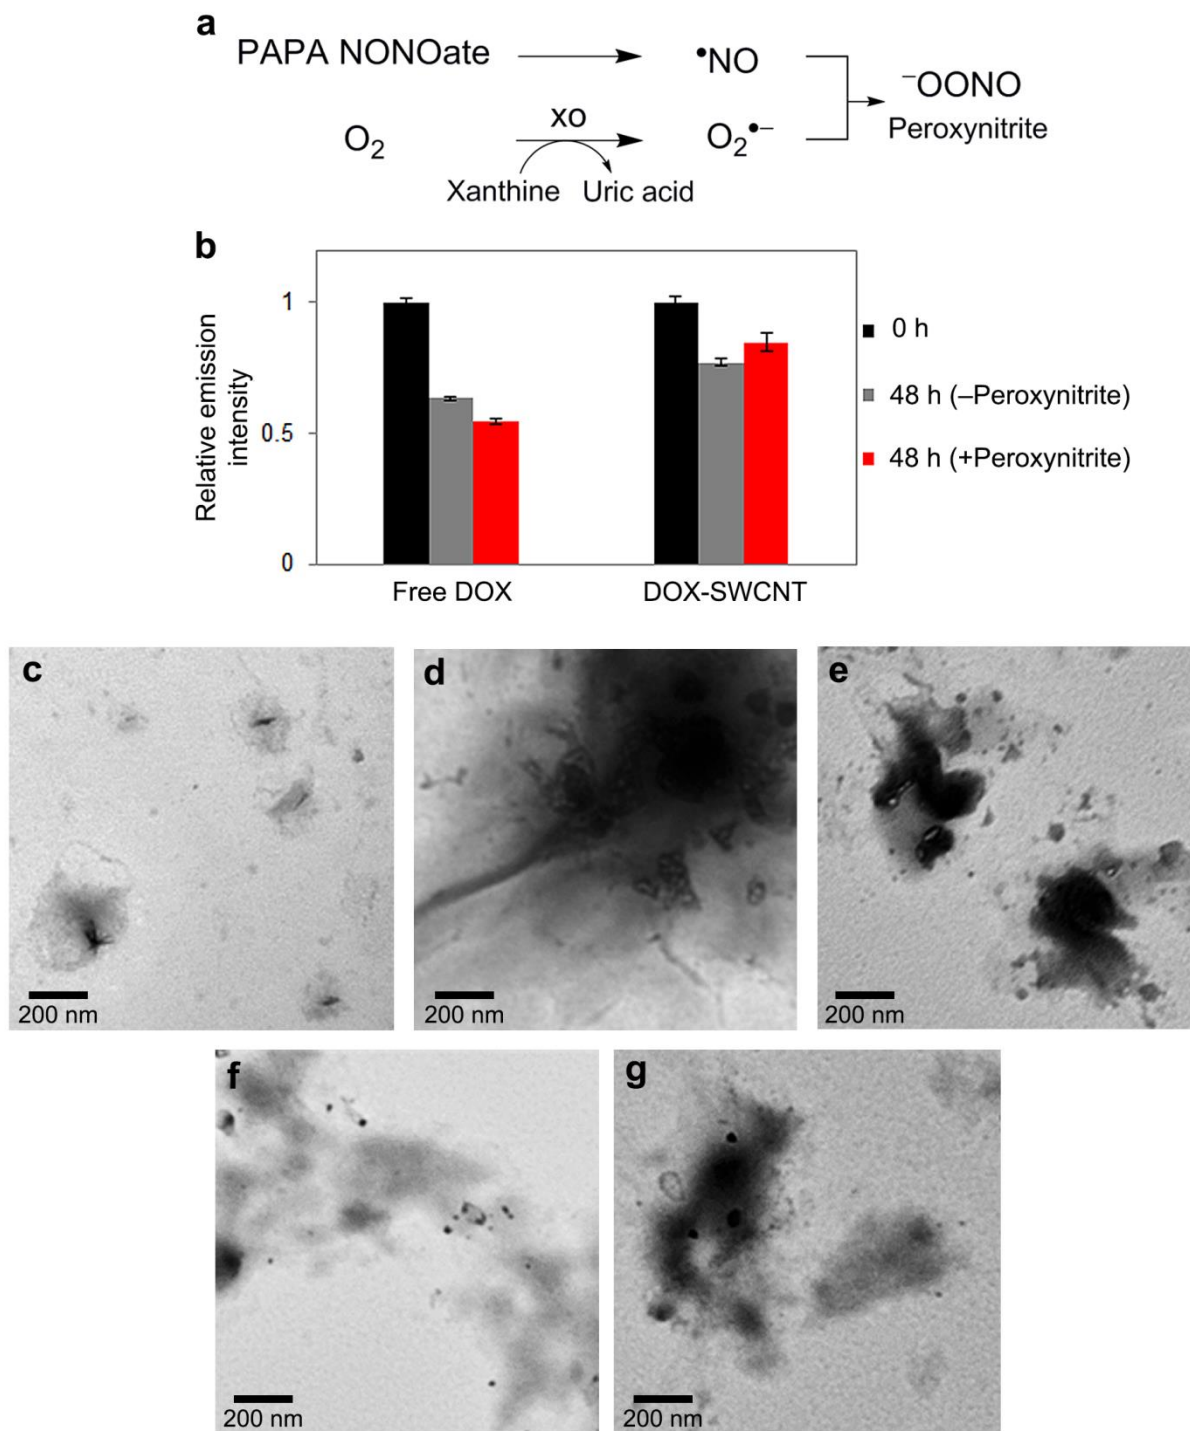 a
PAPA NONOate
•NO
⁻OONO
Peroxynitrite
XO
O₂
O₂•⁻
Xanthine
Uric acid
b
Relative emission
intensity
1
0.5
0
Free DOX
DOX-SWCNT
0 h
48 h (–Peroxynitrite)
48 h (+Peroxynitrite)
c
200 nm
d
200 nm
e
200 nm
f
200 nm
g
200 nm